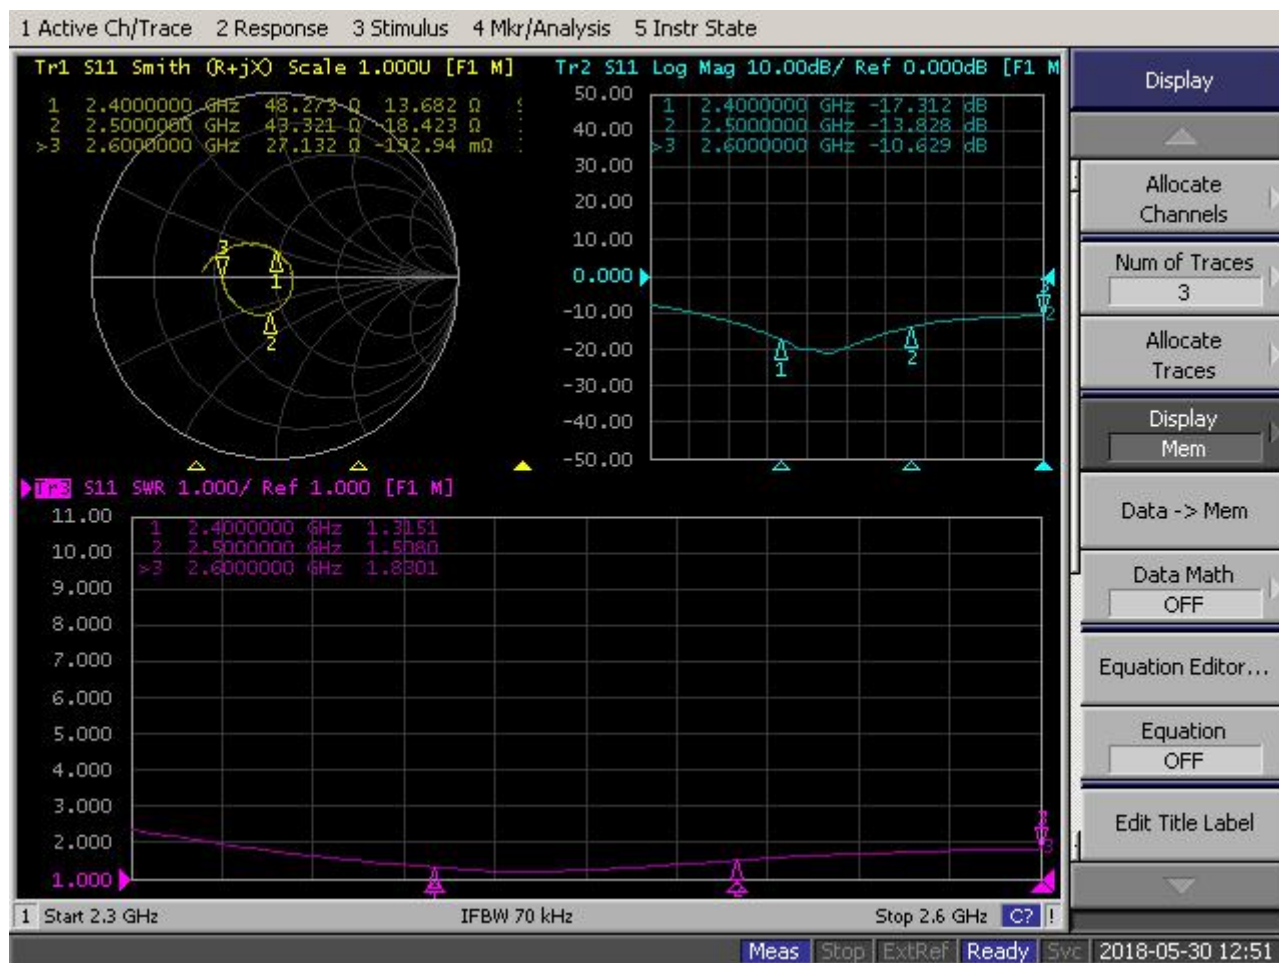 1 Active Ch/Trace 2 Response 3 Stimulus 4 Mkr/Analysis 5 Instr State
Tr1 S11 Smith (R+jX) Scale 1.000U [F1 M]
1 2.4000000 GHz 48.273 Ω 13.682 Ω
2 2.5000000 GHz 43.321 Ω -18.423 Ω
>3 2.6000000 GHz 27.132 Ω -192.94 mΩ
3
1
2
Tr2 S11 Log Mag 10.00dB/ Ref 0.000dB [F1 M
50.00
1 2.4000000 GHz -17.312 dB
2 2.5000000 GHz -13.828 dB
>3 2.6000000 GHz -10.629 dB
40.00
30.00
20.00
10.00
0.000
-10.00
-20.00
-30.00
-40.00
-50.00
1
2
3
2
Tr3 S11 SWR 1.000/ Ref 1.000 [F1 M]
11.00
1 2.4000000 GHz 1.3151
2 2.5000000 GHz 1.5080
>3 2.6000000 GHz 1.8301
10.00
9.000
8.000
7.000
6.000
5.000
4.000
3.000
2.000
1.000
3
3
1 Start 2.3 GHz IFBW 70 kHz Stop 2.6 GHz C? !
Display
Allocate
Channels
Num of Traces
3
Allocate
Traces
Display
Mem
Data -> Mem
Data Math
OFF
Equation Editor...
Equation
OFF
Edit Title Label
Meas Stop ExtRef Ready Svc 2018-05-30 12:51